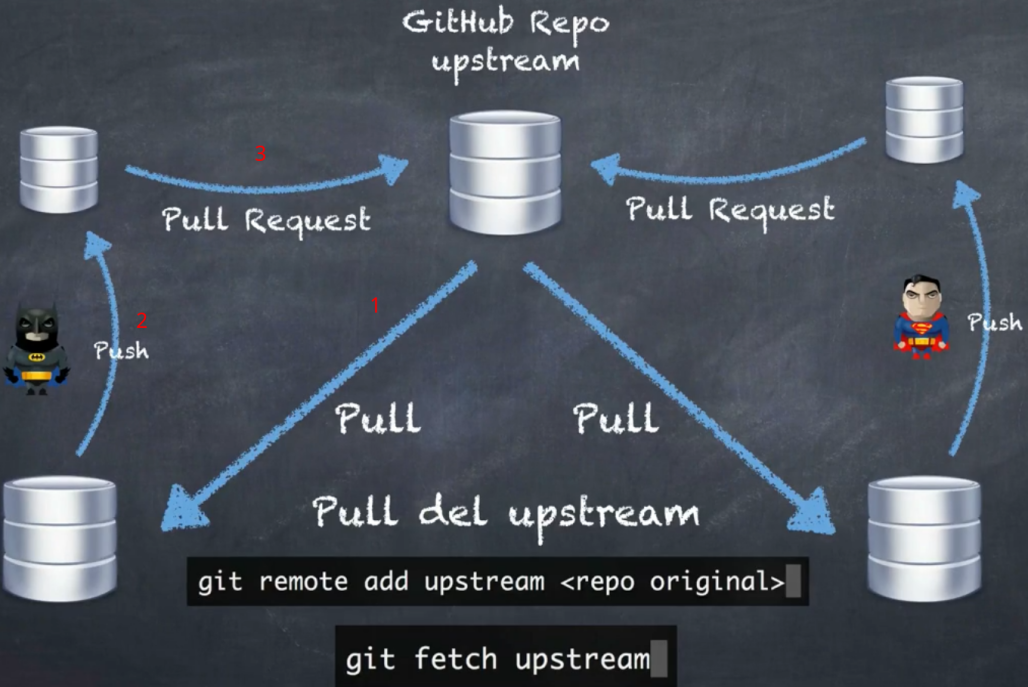 GitHub Repo
upstream
3
Pull Request
Pull Request
1
2
Push
Push
Pull
Pull
Pull del upstream
git remote add upstream <repo original>
git fetch upstream